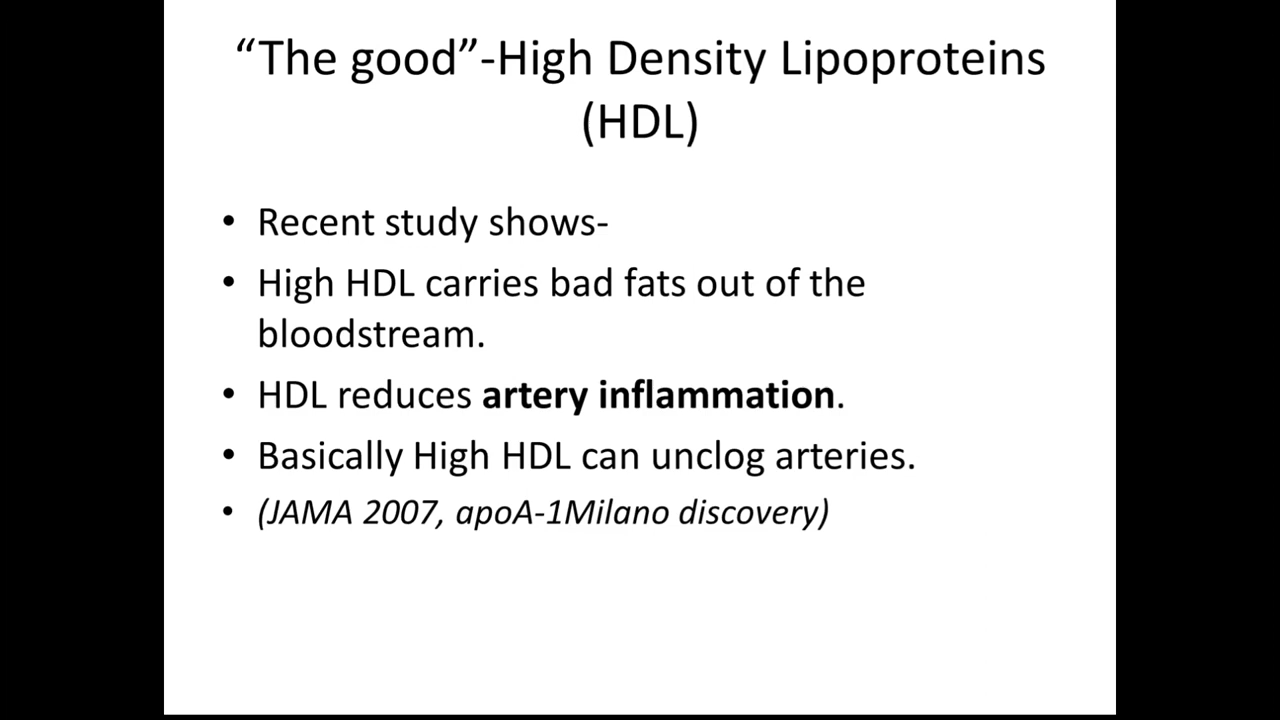 “The good”-High Density Lipoproteins
(HDL)
• Recent study shows-
• High HDL carries bad fats out of the
bloodstream.
• HDL reduces artery inflammation.
• Basically High HDL can unclog arteries.
• (JAMA 2007, apoA-1Milano discovery)